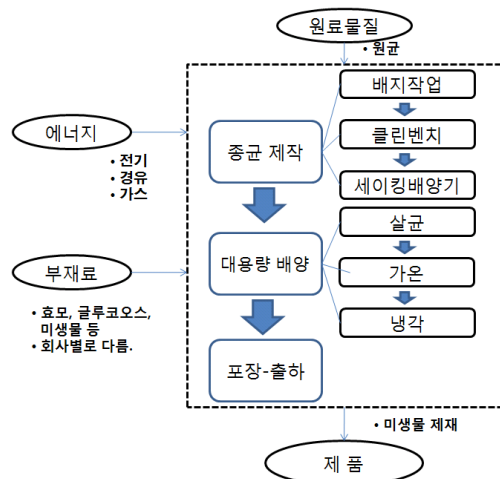 원료물질
• 원균
배지작업
에너지
클린벤치
종균 제작
• 전기
• 경유
• 가스
세이킹배양기
살균
대용량 배양
가온
부재료
• 효모, 글루코오스,
미생물 등
• 회사별로 다름.
냉각
포장-출하
• 미생물 제재
제 품